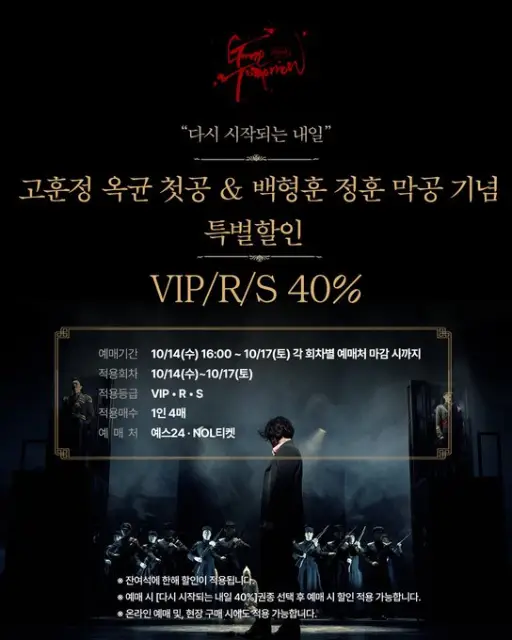 Gone Tomorrow
“다시 시작되는 내일”
고훈정 옥균 첫공 & 백형훈 정훈 막공 기념
특별할인
VIP/R/S 40%
예매기간 10/14(수) 16:00 ~ 10/17(토) 각 회차별 예매처 마감 시까지
적용회차 10/14(수)~10/17(토)
적용등급 VIP • R • S
적용매수 1인 4매
예 매 처 예스24 · NOL티켓
※ 잔여석에 한해 할인이 적용됩니다.
※ 예매 시 [다시 시작되는 내일 40%]권종 선택 후 예매 시 할인 적용 가능합니다.
※ 온라인 예매 및, 현장 구매 시에도 적용 가능합니다.